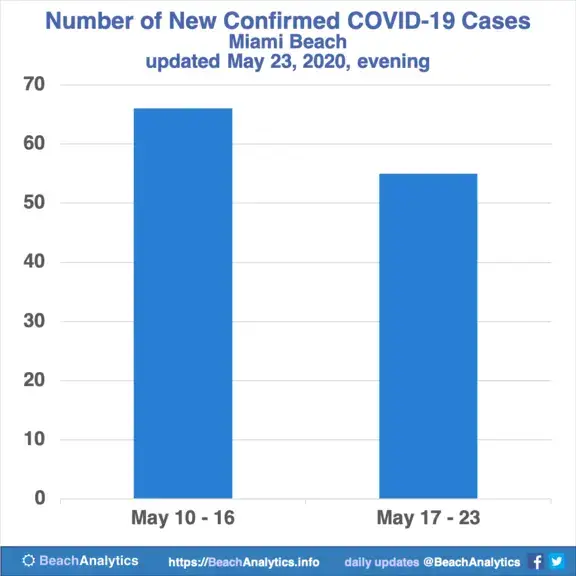 Number of New Confirmed COVID-19 Cases
Miami Beach
updated May 23, 2020, evening
70
60
50
40
30
20
10
0
May 10 - 16
May 17 - 23
BeachAnalytics https://BeachAnalytics.info daily updates @BeachAnalytics